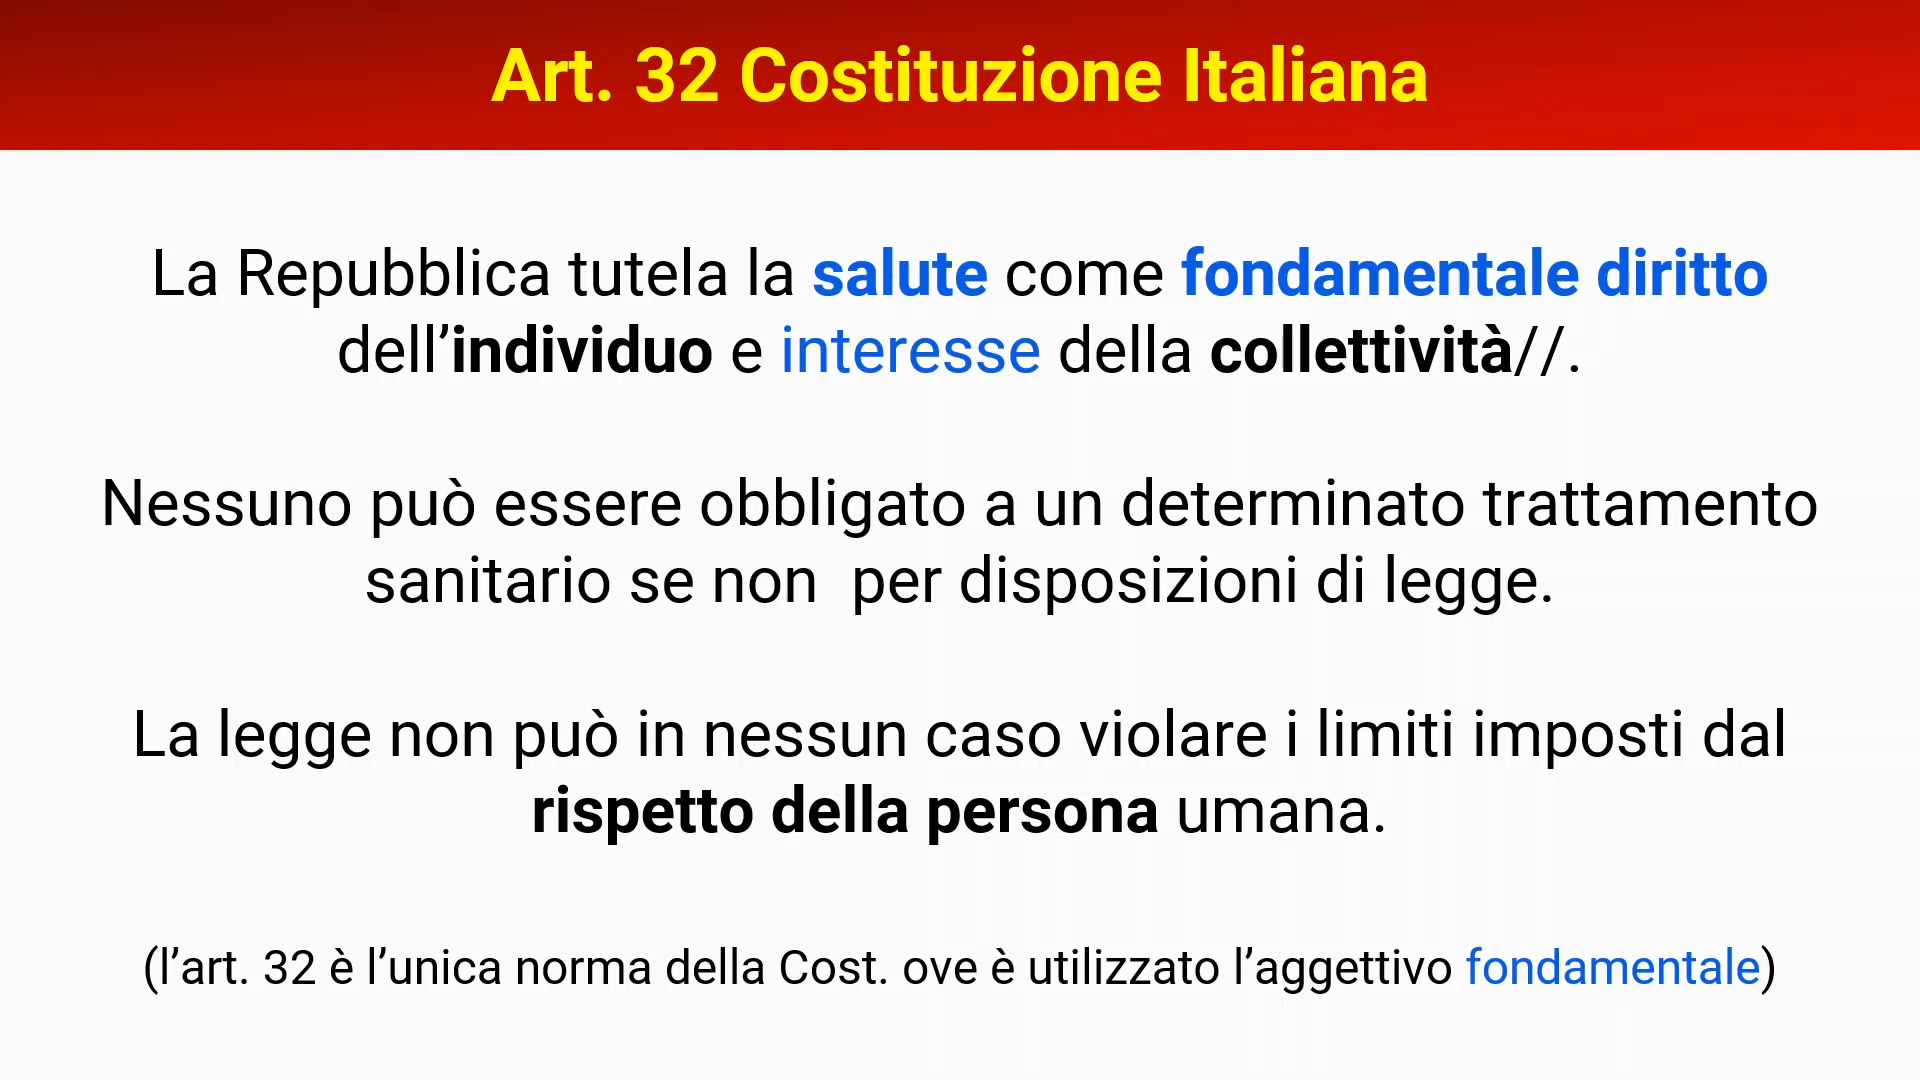 Art. 32 Costituzione Italiana
La Repubblica tutela la salute come fondamentale diritto
dell’individuo e interesse della collettività//.
Nessuno può essere obbligato a un determinato trattamento
sanitario se non  per disposizioni di legge.
La legge non può in nessun caso violare i limiti imposti dal
rispetto della persona umana.
(l’art. 32 è l’unica norma della Cost. ove è utilizzato l’aggettivo fondamentale)